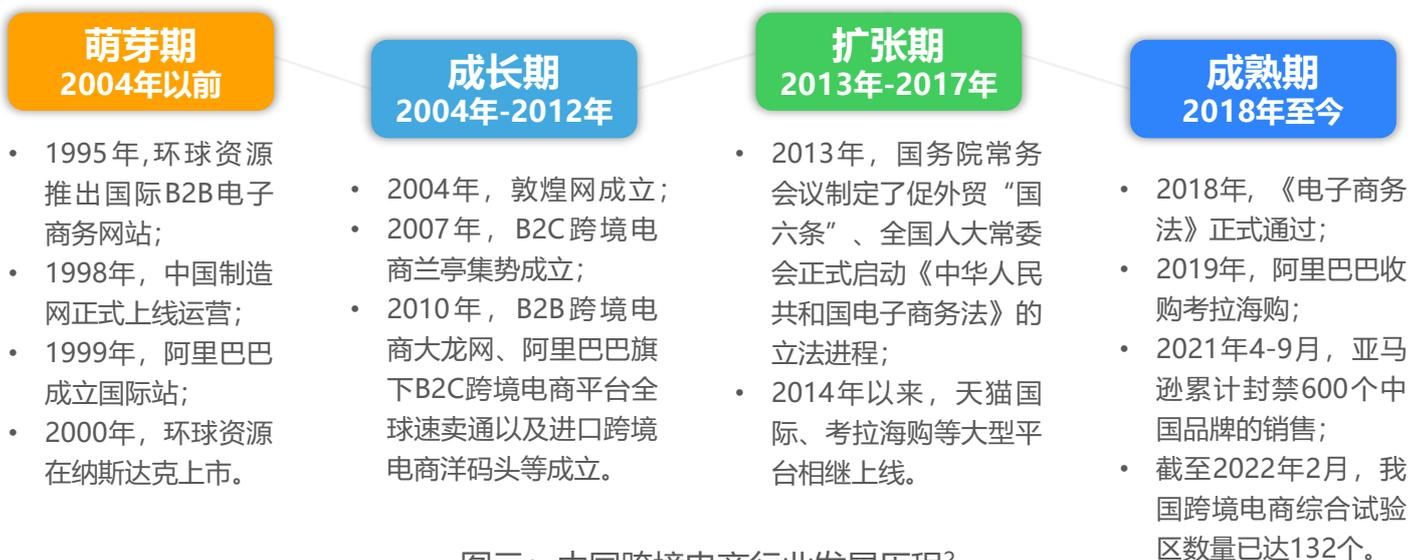 萌芽期
2004年以前
• 1995年,环球资源
推出国际B2B电子
商务网站；
• 1998年，中国制造
网正式上线运营；
• 1999年，阿里巴巴
成立国际站；
• 2000年，环球资源
在纳斯达克上市。
成长期
2004年-2012年
• 2004年，敦煌网成立；
• 2007年，B2C跨境电
商兰亭集势成立；
• 2010年，B2B跨境电
商大龙网、阿里巴巴旗
下B2C跨境电商平台全
球速卖通以及进口跨境
电商洋码头等成立。
扩张期
2013年-2017年
• 2013年，国务院常务
会议制定了促外贸“国
六条”、全国人大常委
会正式启动《中华人民
共和国电子商务法》的
立法进程；
• 2014年以来，天猫国
际、考拉海购等大型平
台相继上线。
成熟期
2018年至今
• 2018年,《电子商务
法》正式通过；
• 2019年，阿里巴巴收
购考拉海购；
• 2021年4-9月，亚马
逊累计封禁600个中
国品牌的销售；
• 截至2022年2月，我
国跨境电商综合试验
区数量已达132个。